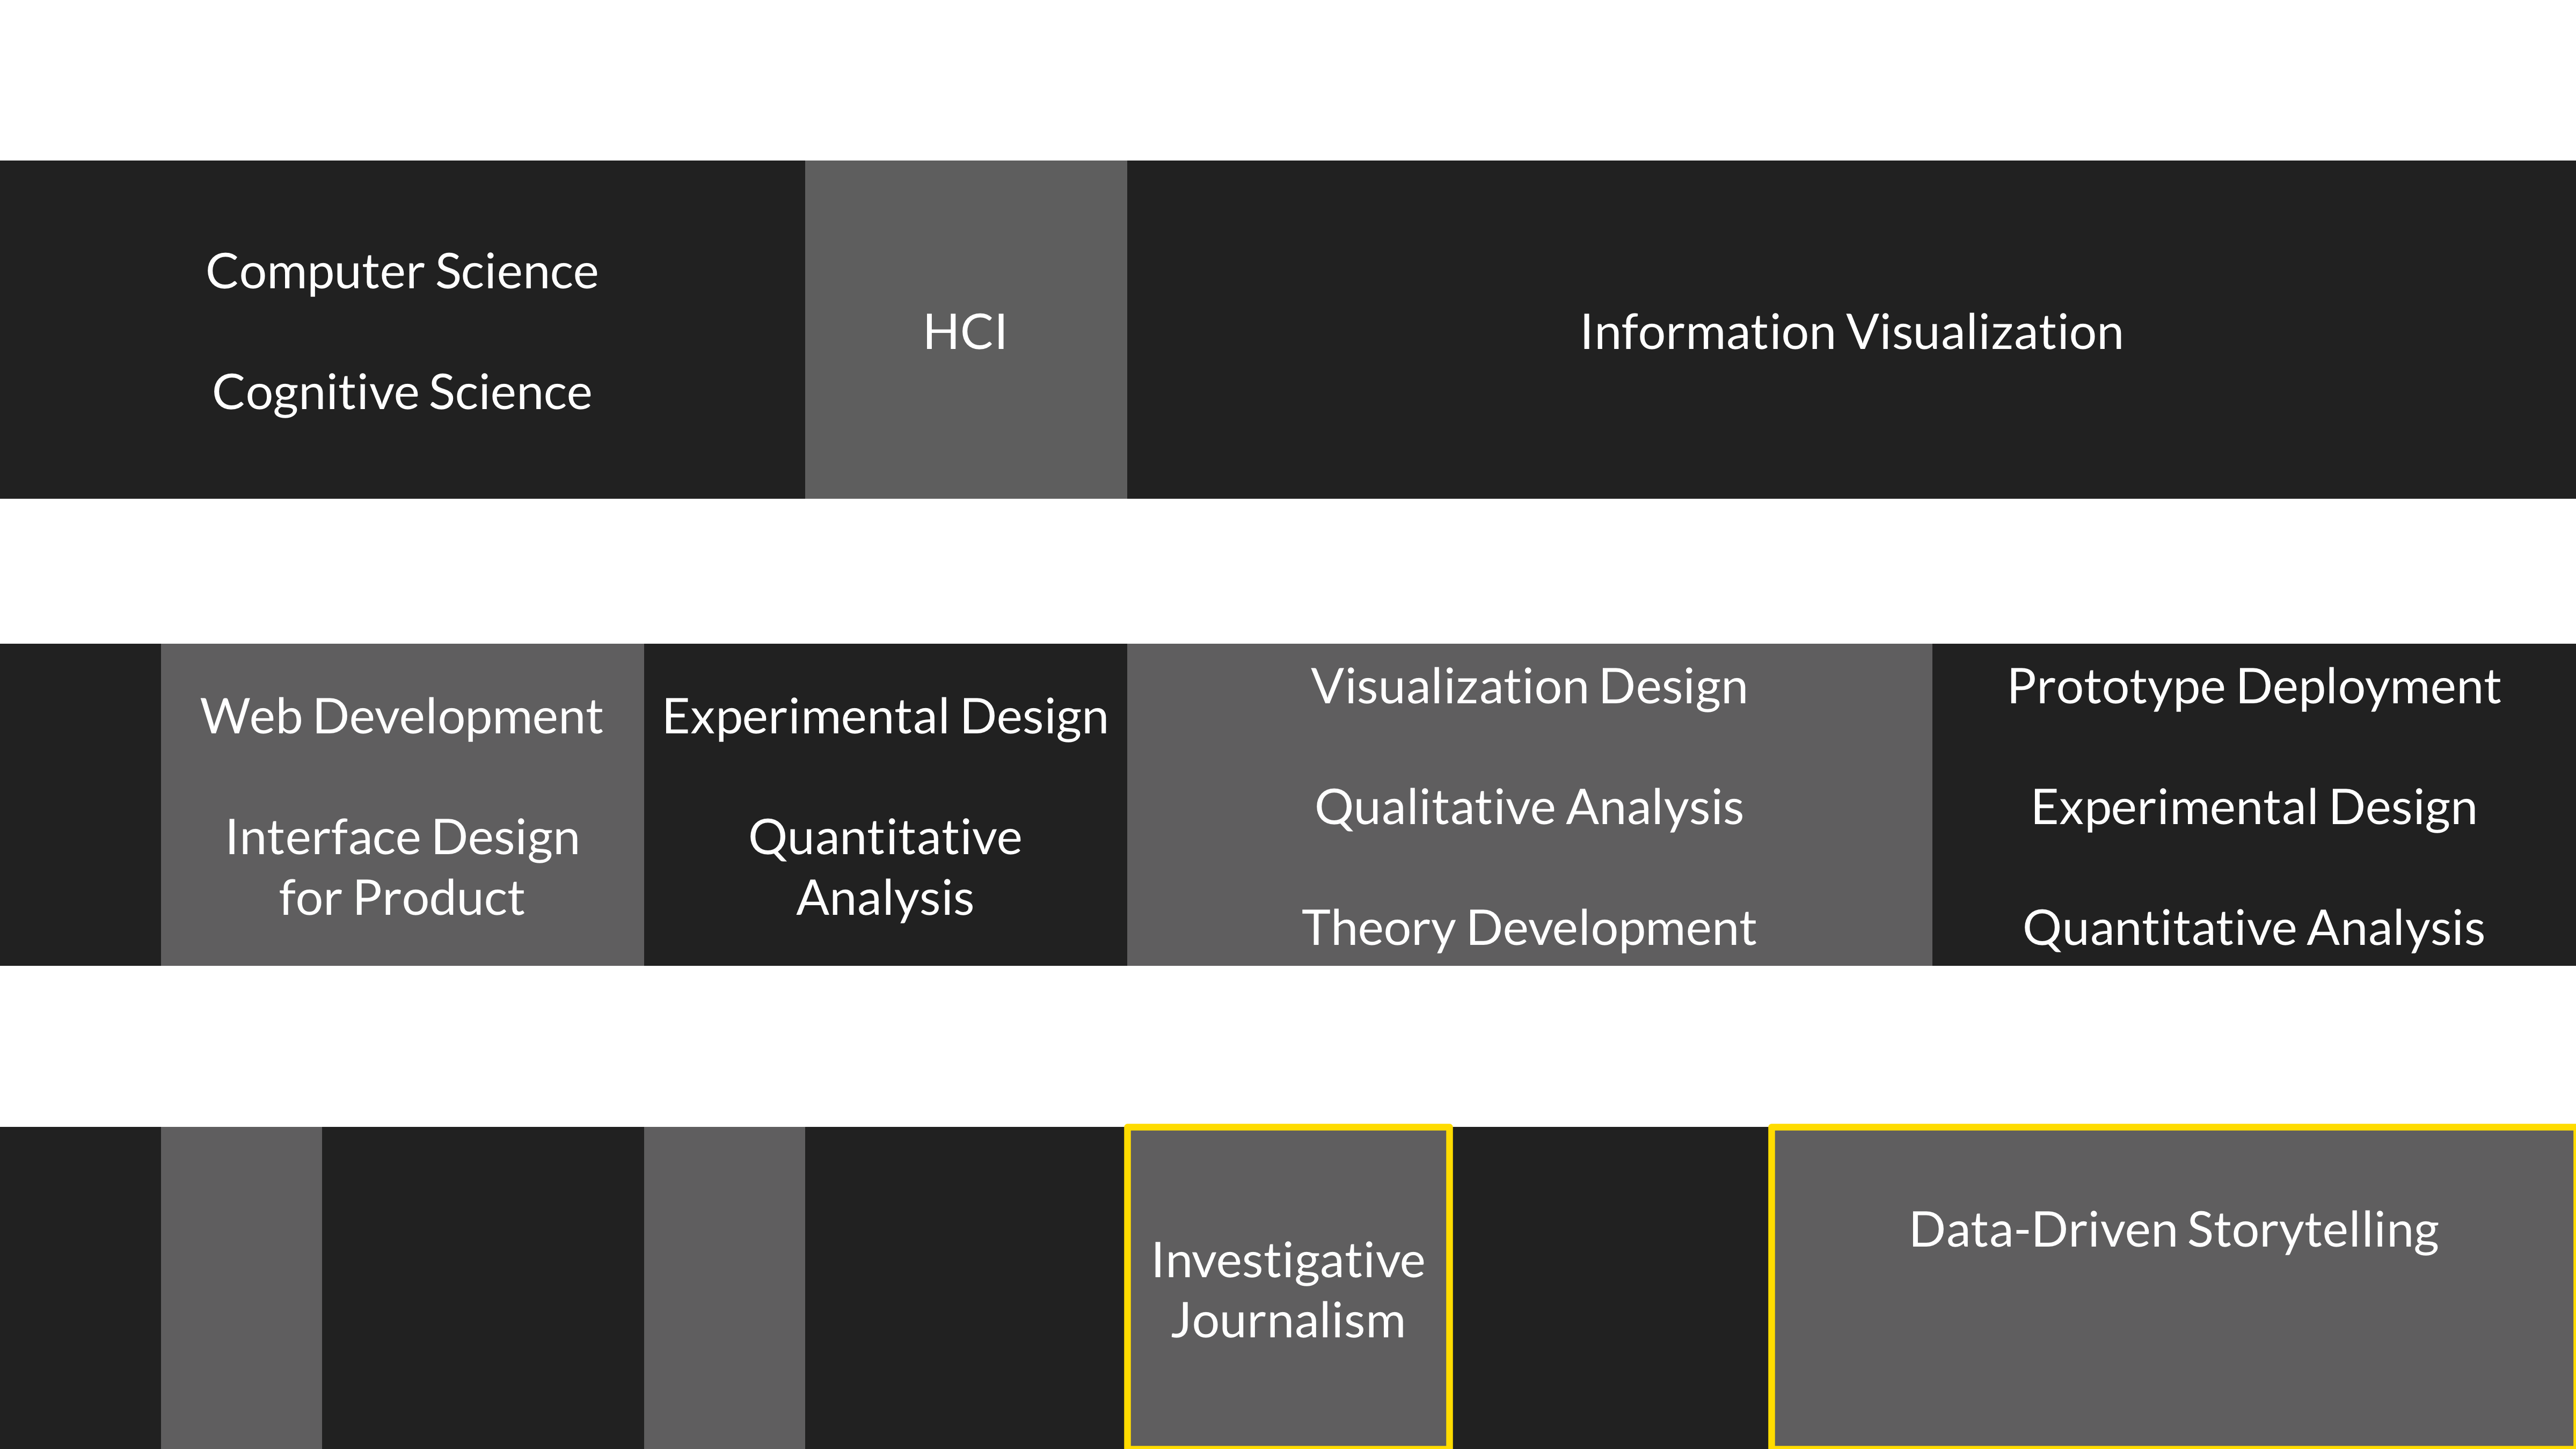 Computer Science
Cognitive Science
HCI
Information Visualization
Web Development
Interface Design
for Product
Experimental Design
Quantitative
Analysis
Visualization Design
Qualitative Analysis
Theory Development
Prototype Deployment
Experimental Design
Quantitative Analysis
Investigative
Journalism
Data-Driven Storytelling